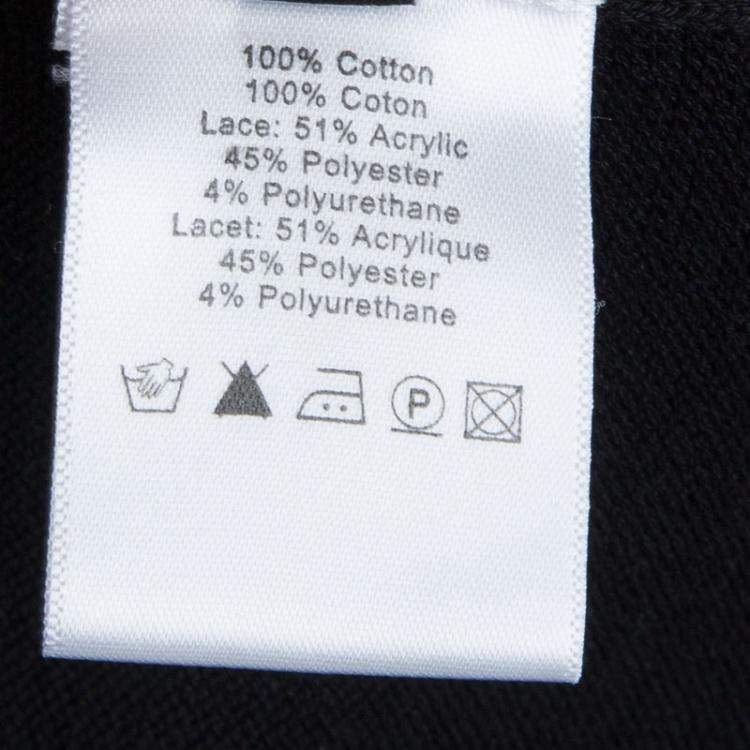 100% Cotton
100% Coton
Lace: 51% Acrylic
45% Polyester
4% Polyurethane
Lacet: 51% Acrylique
45% Polyester
4% Polyurethane
P